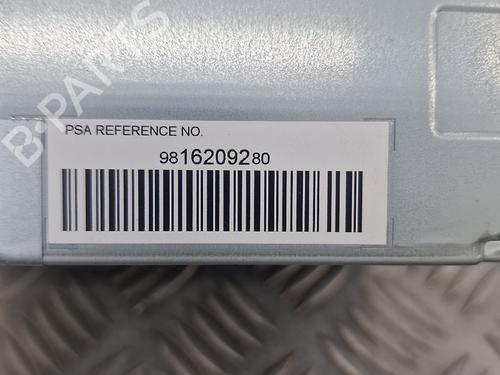 B-PARTS
PSA REFERENCE NO.
9816209280